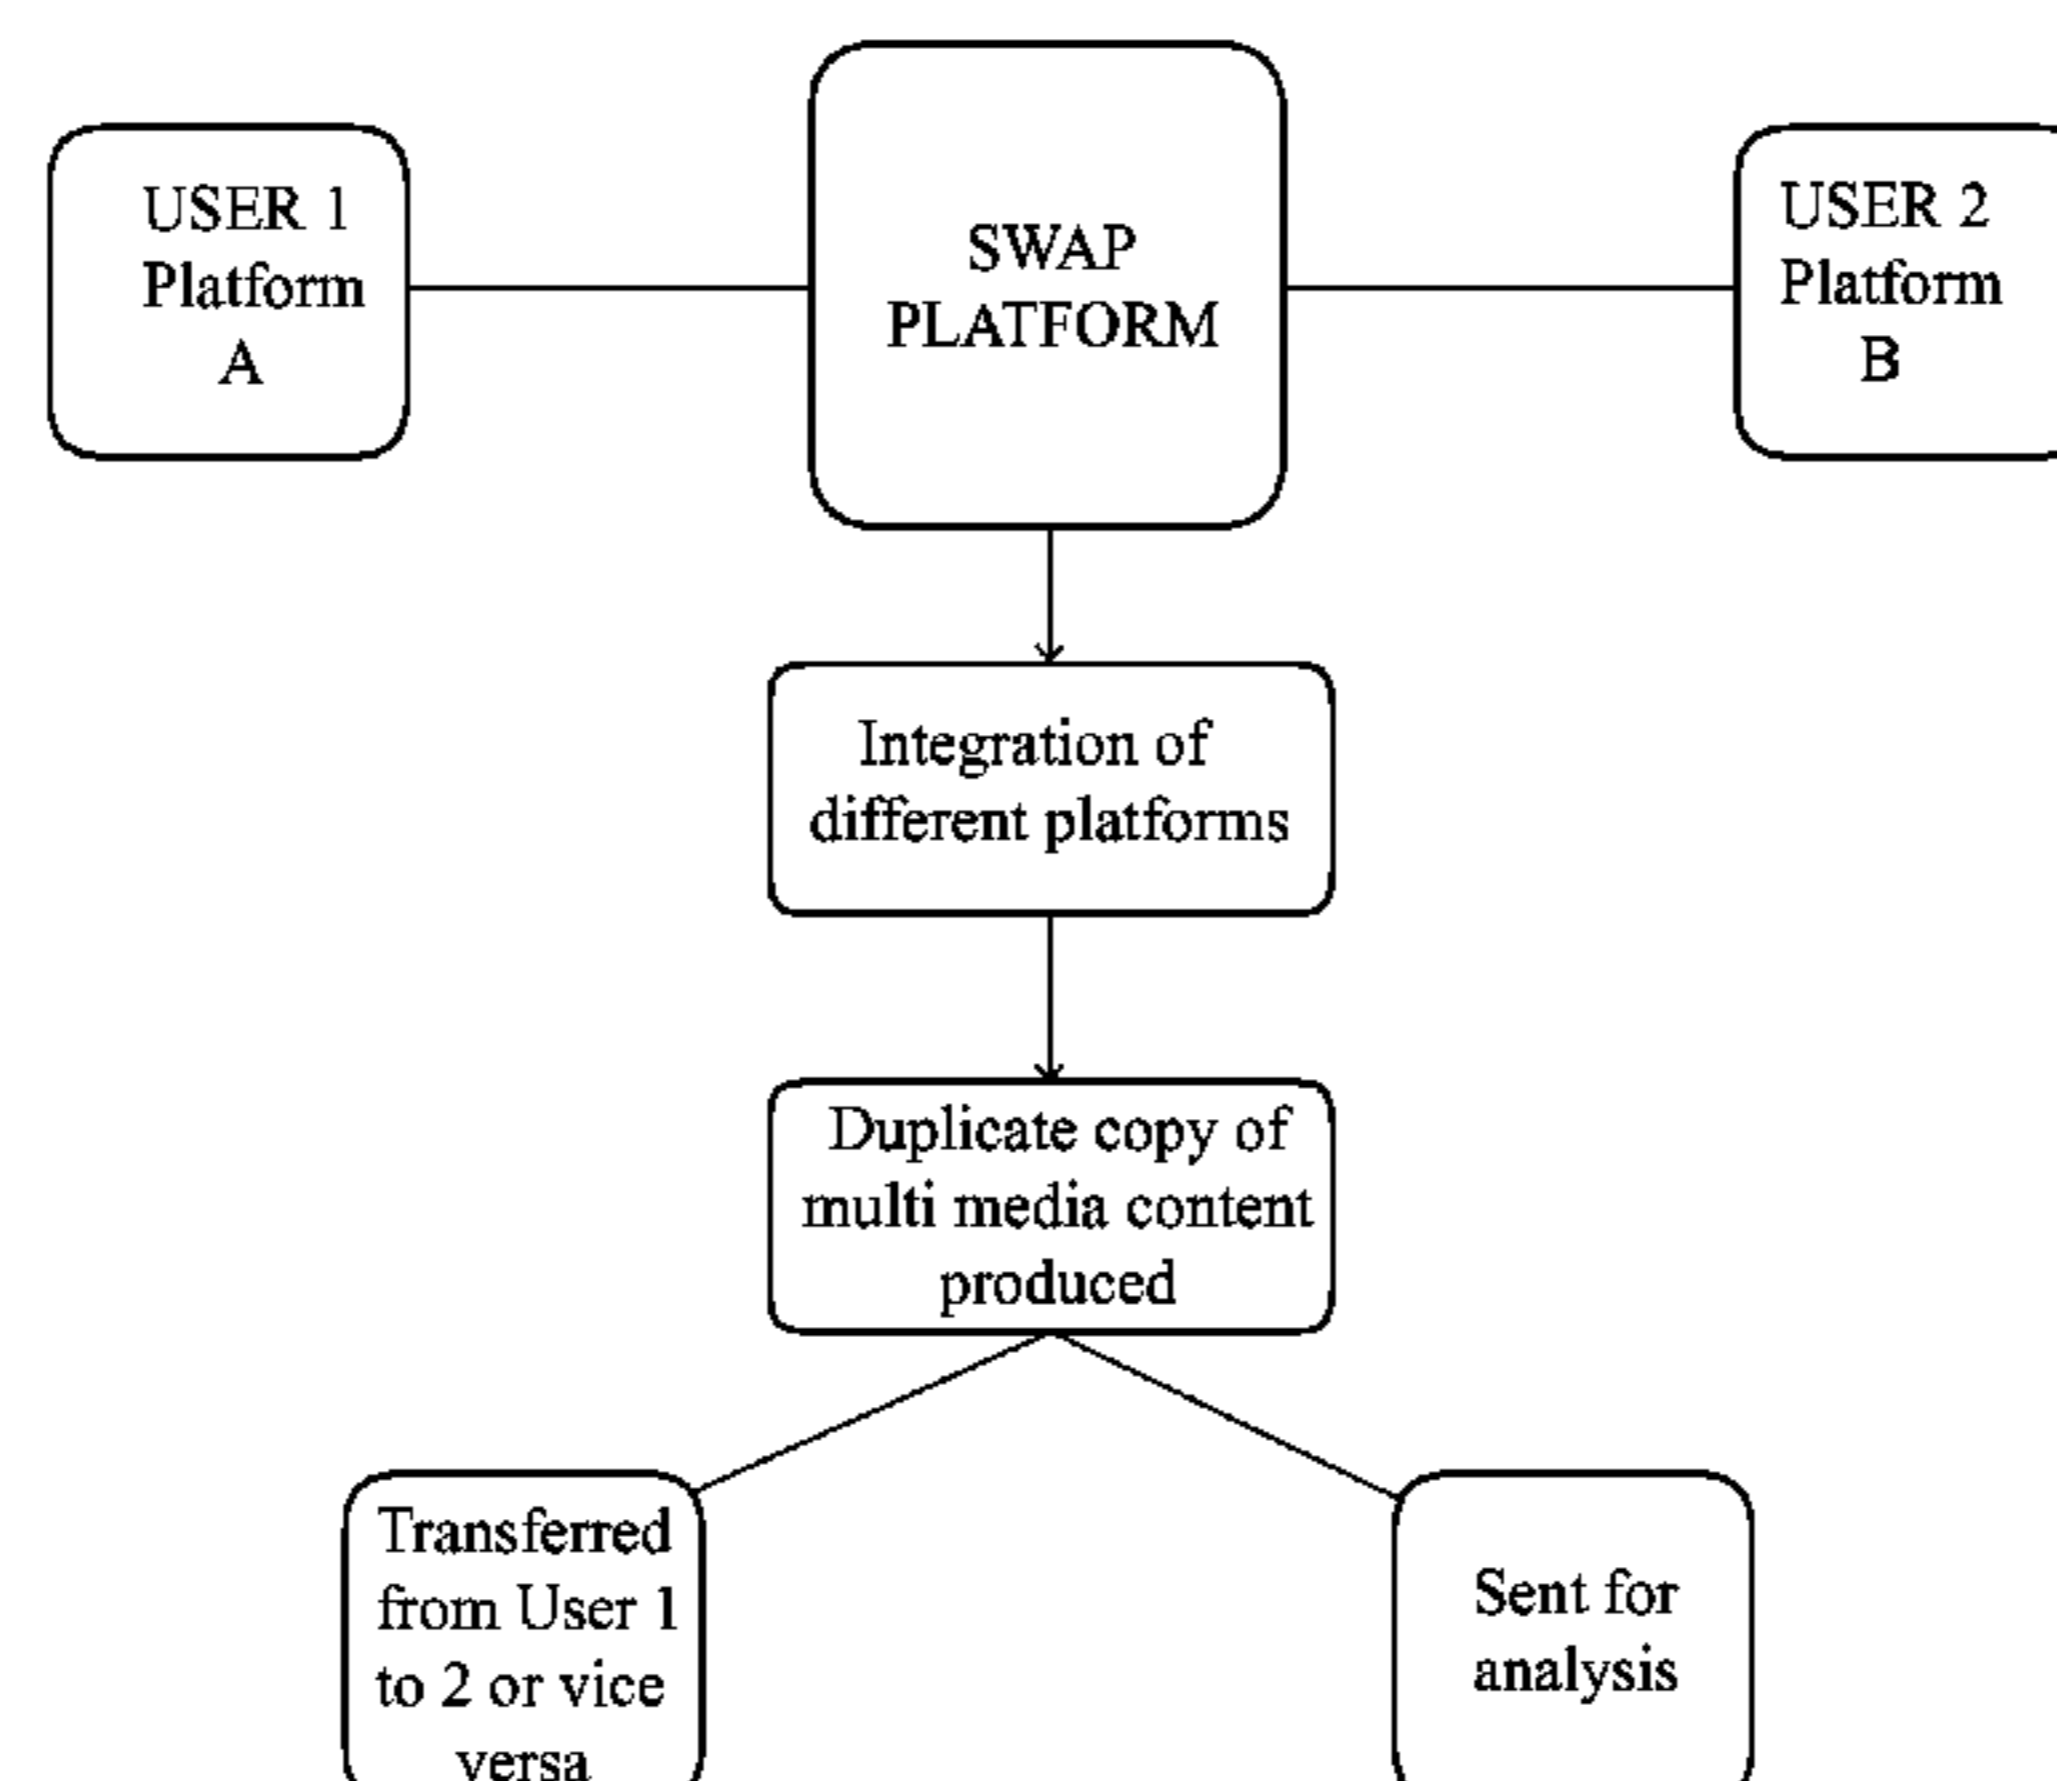 USER 1
Platform
A
SWAP
PLATFORM
USER 2
Platform
B
Integration of
different platforms
Duplicate copy of
multi media content
produced
Transferred
from User 1
to 2 or vice
versa
Sent for
analysis